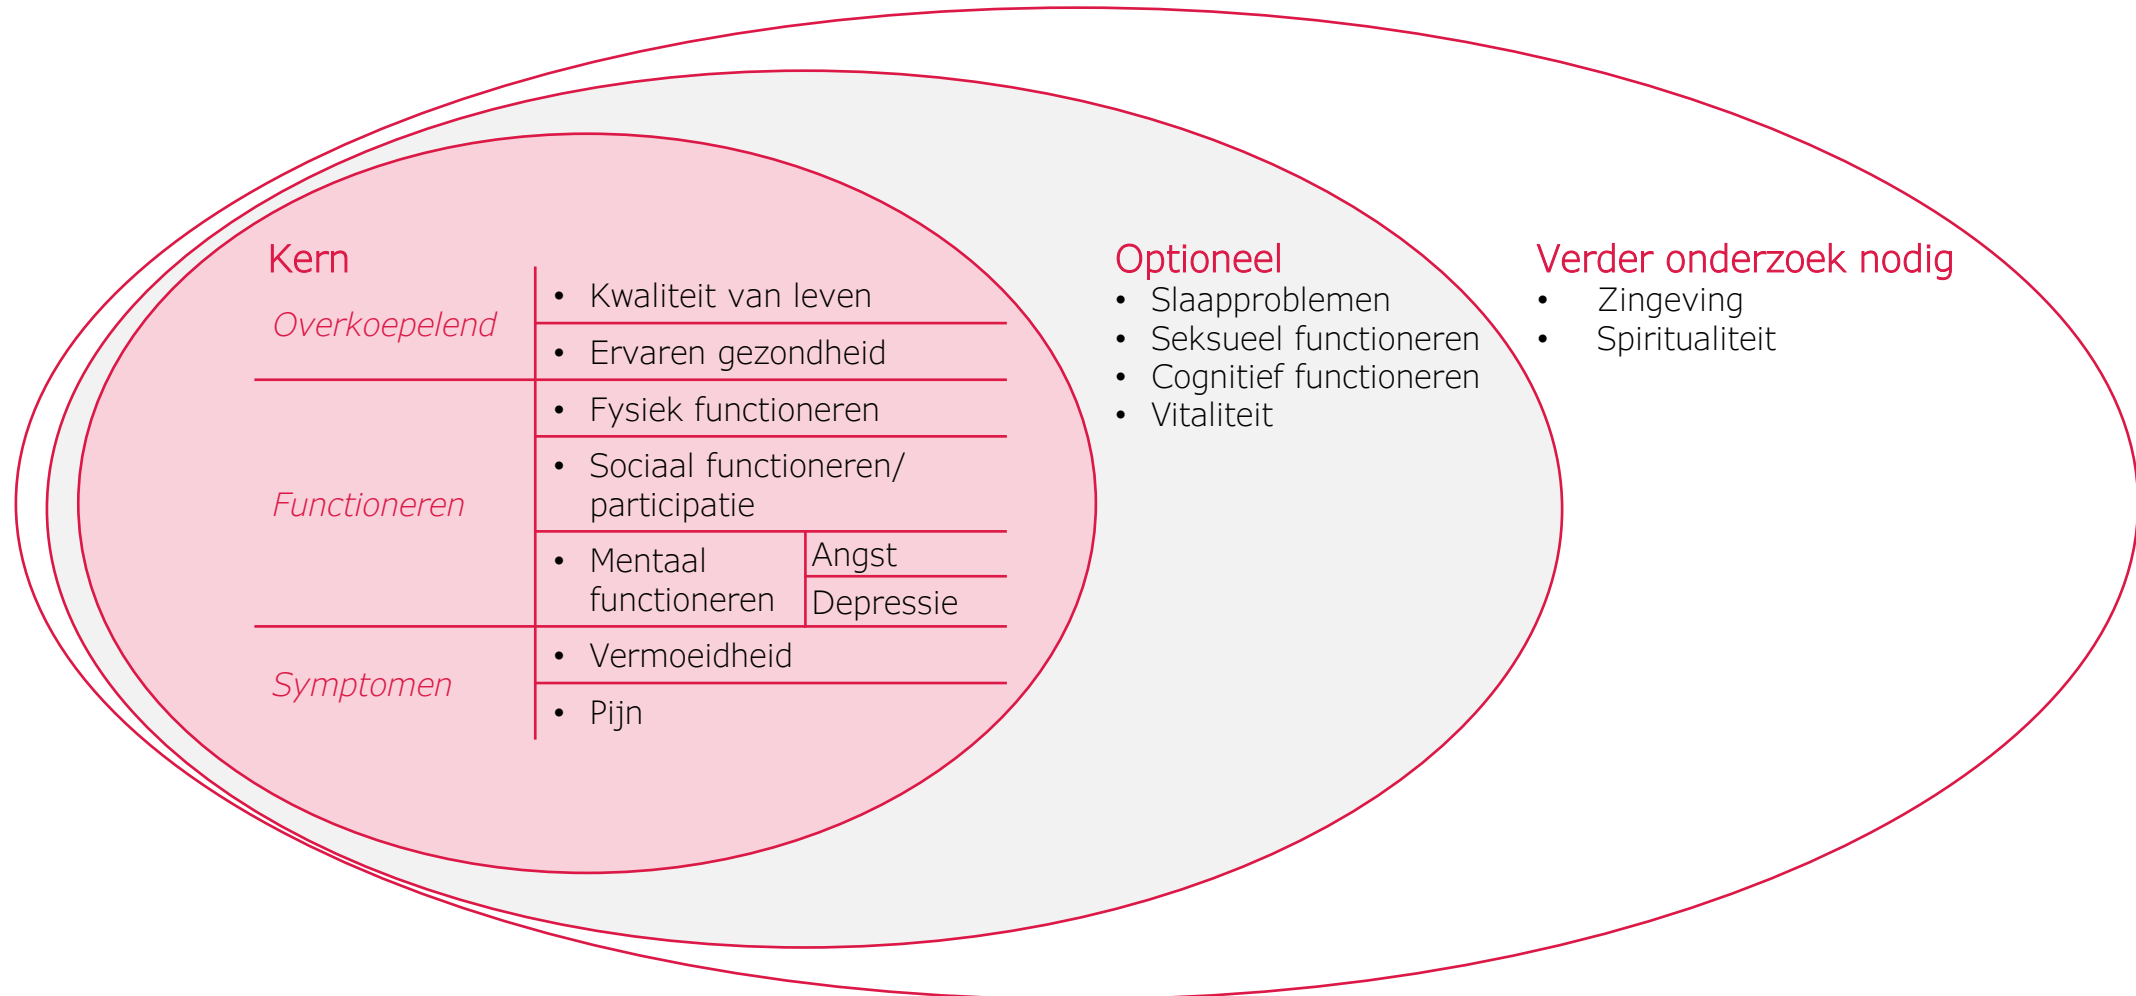 Kern
Overkoepelend
• Kwaliteit van leven
• Ervaren gezondheid
Functioneren
• Fysiek functioneren
• Sociaal functioneren/
participatie
• Mentaal
functioneren
Angst
Depressie
Symptomen
• Vermoeidheid
• Pijn
Optioneel
• Slaapproblemen
• Seksueel functioneren
• Cognitief functioneren
• Vitaliteit
Verder onderzoek nodig
• Zingeving
• Spiritualiteit